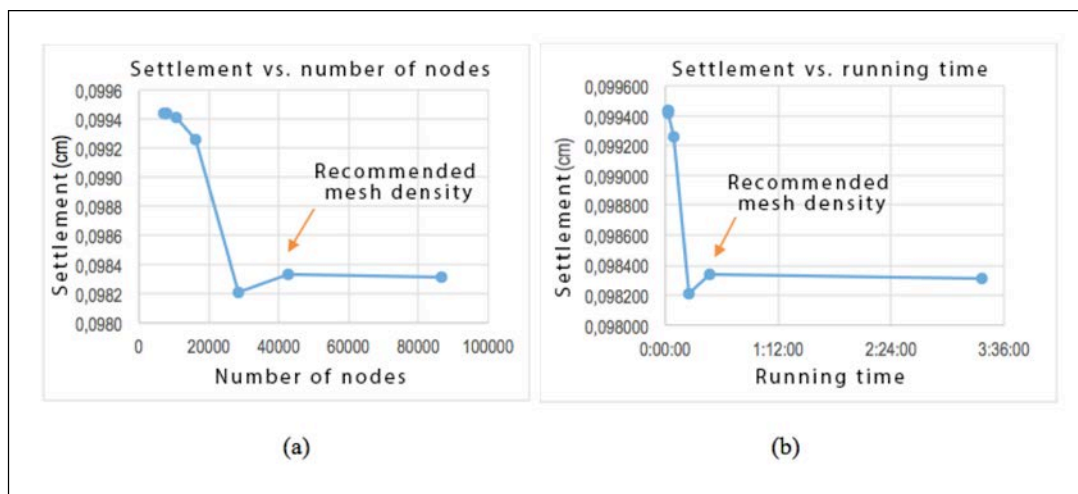 Settlement vs. number of nodes
0,0996
0,0994
0,0992
0,0990
0,0988
0,0986
0,0984
0,0982
0,0980
Settlement (cm)
Recommended
mesh density
0
20000
40000
60000
80000
100000
Number of nodes
(a)
Settlement vs. running time
0,099600
0,099400
0,099200
0,099000
0,098800
0,098600
0,098400
0,098200
0,098000
Settlement (cm)
Recommended
mesh density
0:00:00
1:12:00
2:24:00
3:36:00
Running time
(b)